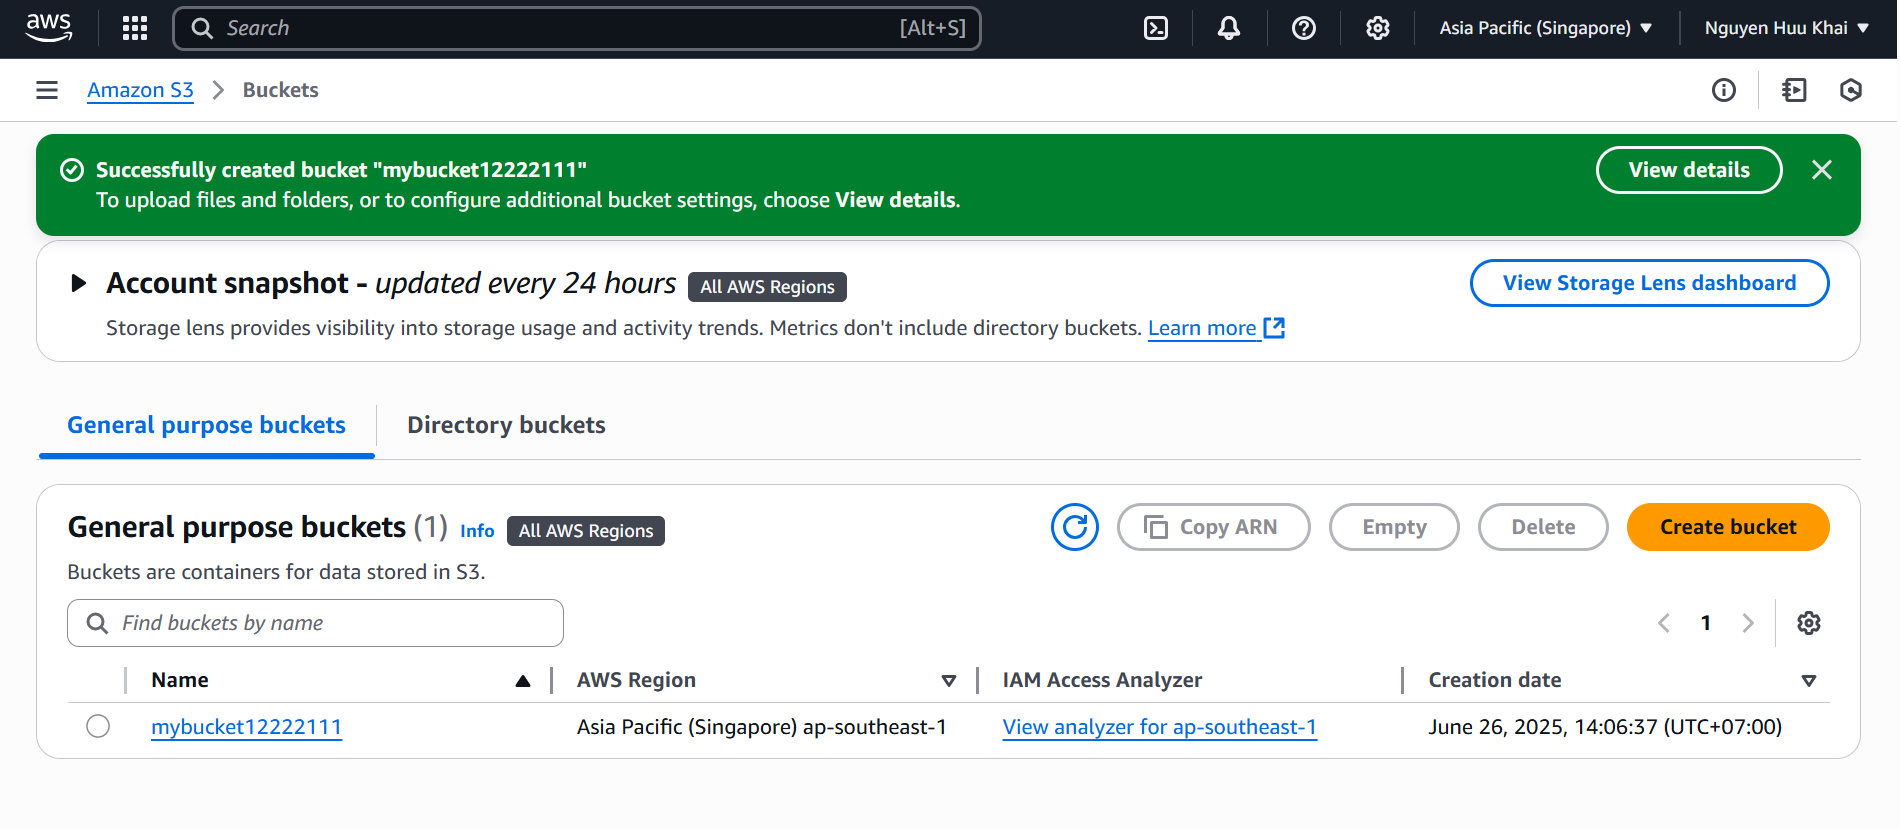 aws
Search [Alt+S] Asia Pacific (Singapore) Nguyen Huu Khai
Amazon S3 Buckets
Successfully created bucket "mybucket12222111"
View details
To upload files and folders, or to configure additional bucket settings, choose View details.
Account snapshot - updated every 24 hours All AWS Regions
View Storage Lens dashboard
Storage lens provides visibility into storage usage and activity trends. Metrics don't include directory buckets. Learn more
General purpose buckets Directory buckets
General purpose buckets (1) Info All AWS Regions
Copy ARN Empty Delete Create bucket
Buckets are containers for data stored in S3.
Find buckets by name
1
Name AWS Region IAM Access Analyzer Creation date
mybucket12222111 Asia Pacific (Singapore) ap-southeast-1 View analyzer for ap-southeast-1 June 26, 2025, 14:06:37 (UTC+07:00)